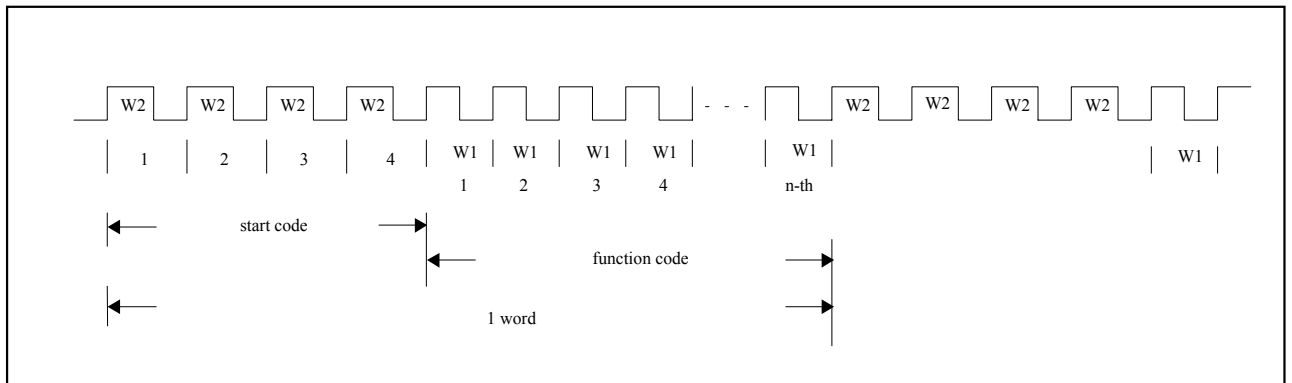 W2 W2 W2 W2 - - - W2 W2 W2 W2
1 2 3 4 W1 W1 W1 W1 W1 W1
1 2 3 4 n-th
start code
function code
1 word